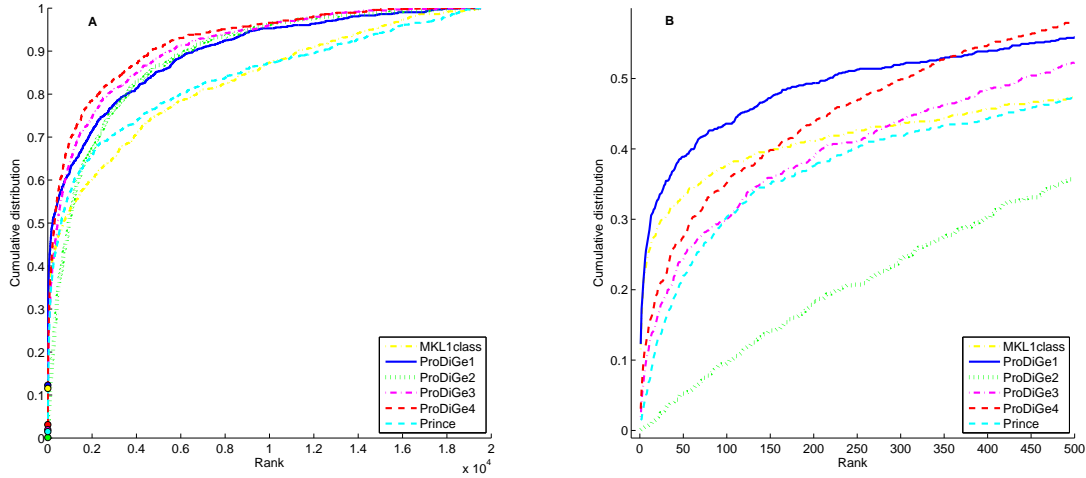 A
Cumulative distribution
1
0.9
0.8
0.7
0.6
0.5
0.4
0.3
0.2
0.1
0
0 0.2 0.4 0.6 0.8 1 1.2 1.4 1.6 1.8 2
x 10⁴
Rank
MKL1class
ProDiGe1
ProDiGe2
ProDiGe3
ProDiGe4
Prince
B
Cumulative distribution
0.5
0.4
0.3
0.2
0.1
0
0 50 100 150 200 250 300 350 400 450 500
Rank
MKL1class
ProDiGe1
ProDiGe2
ProDiGe3
ProDiGe4
Prince